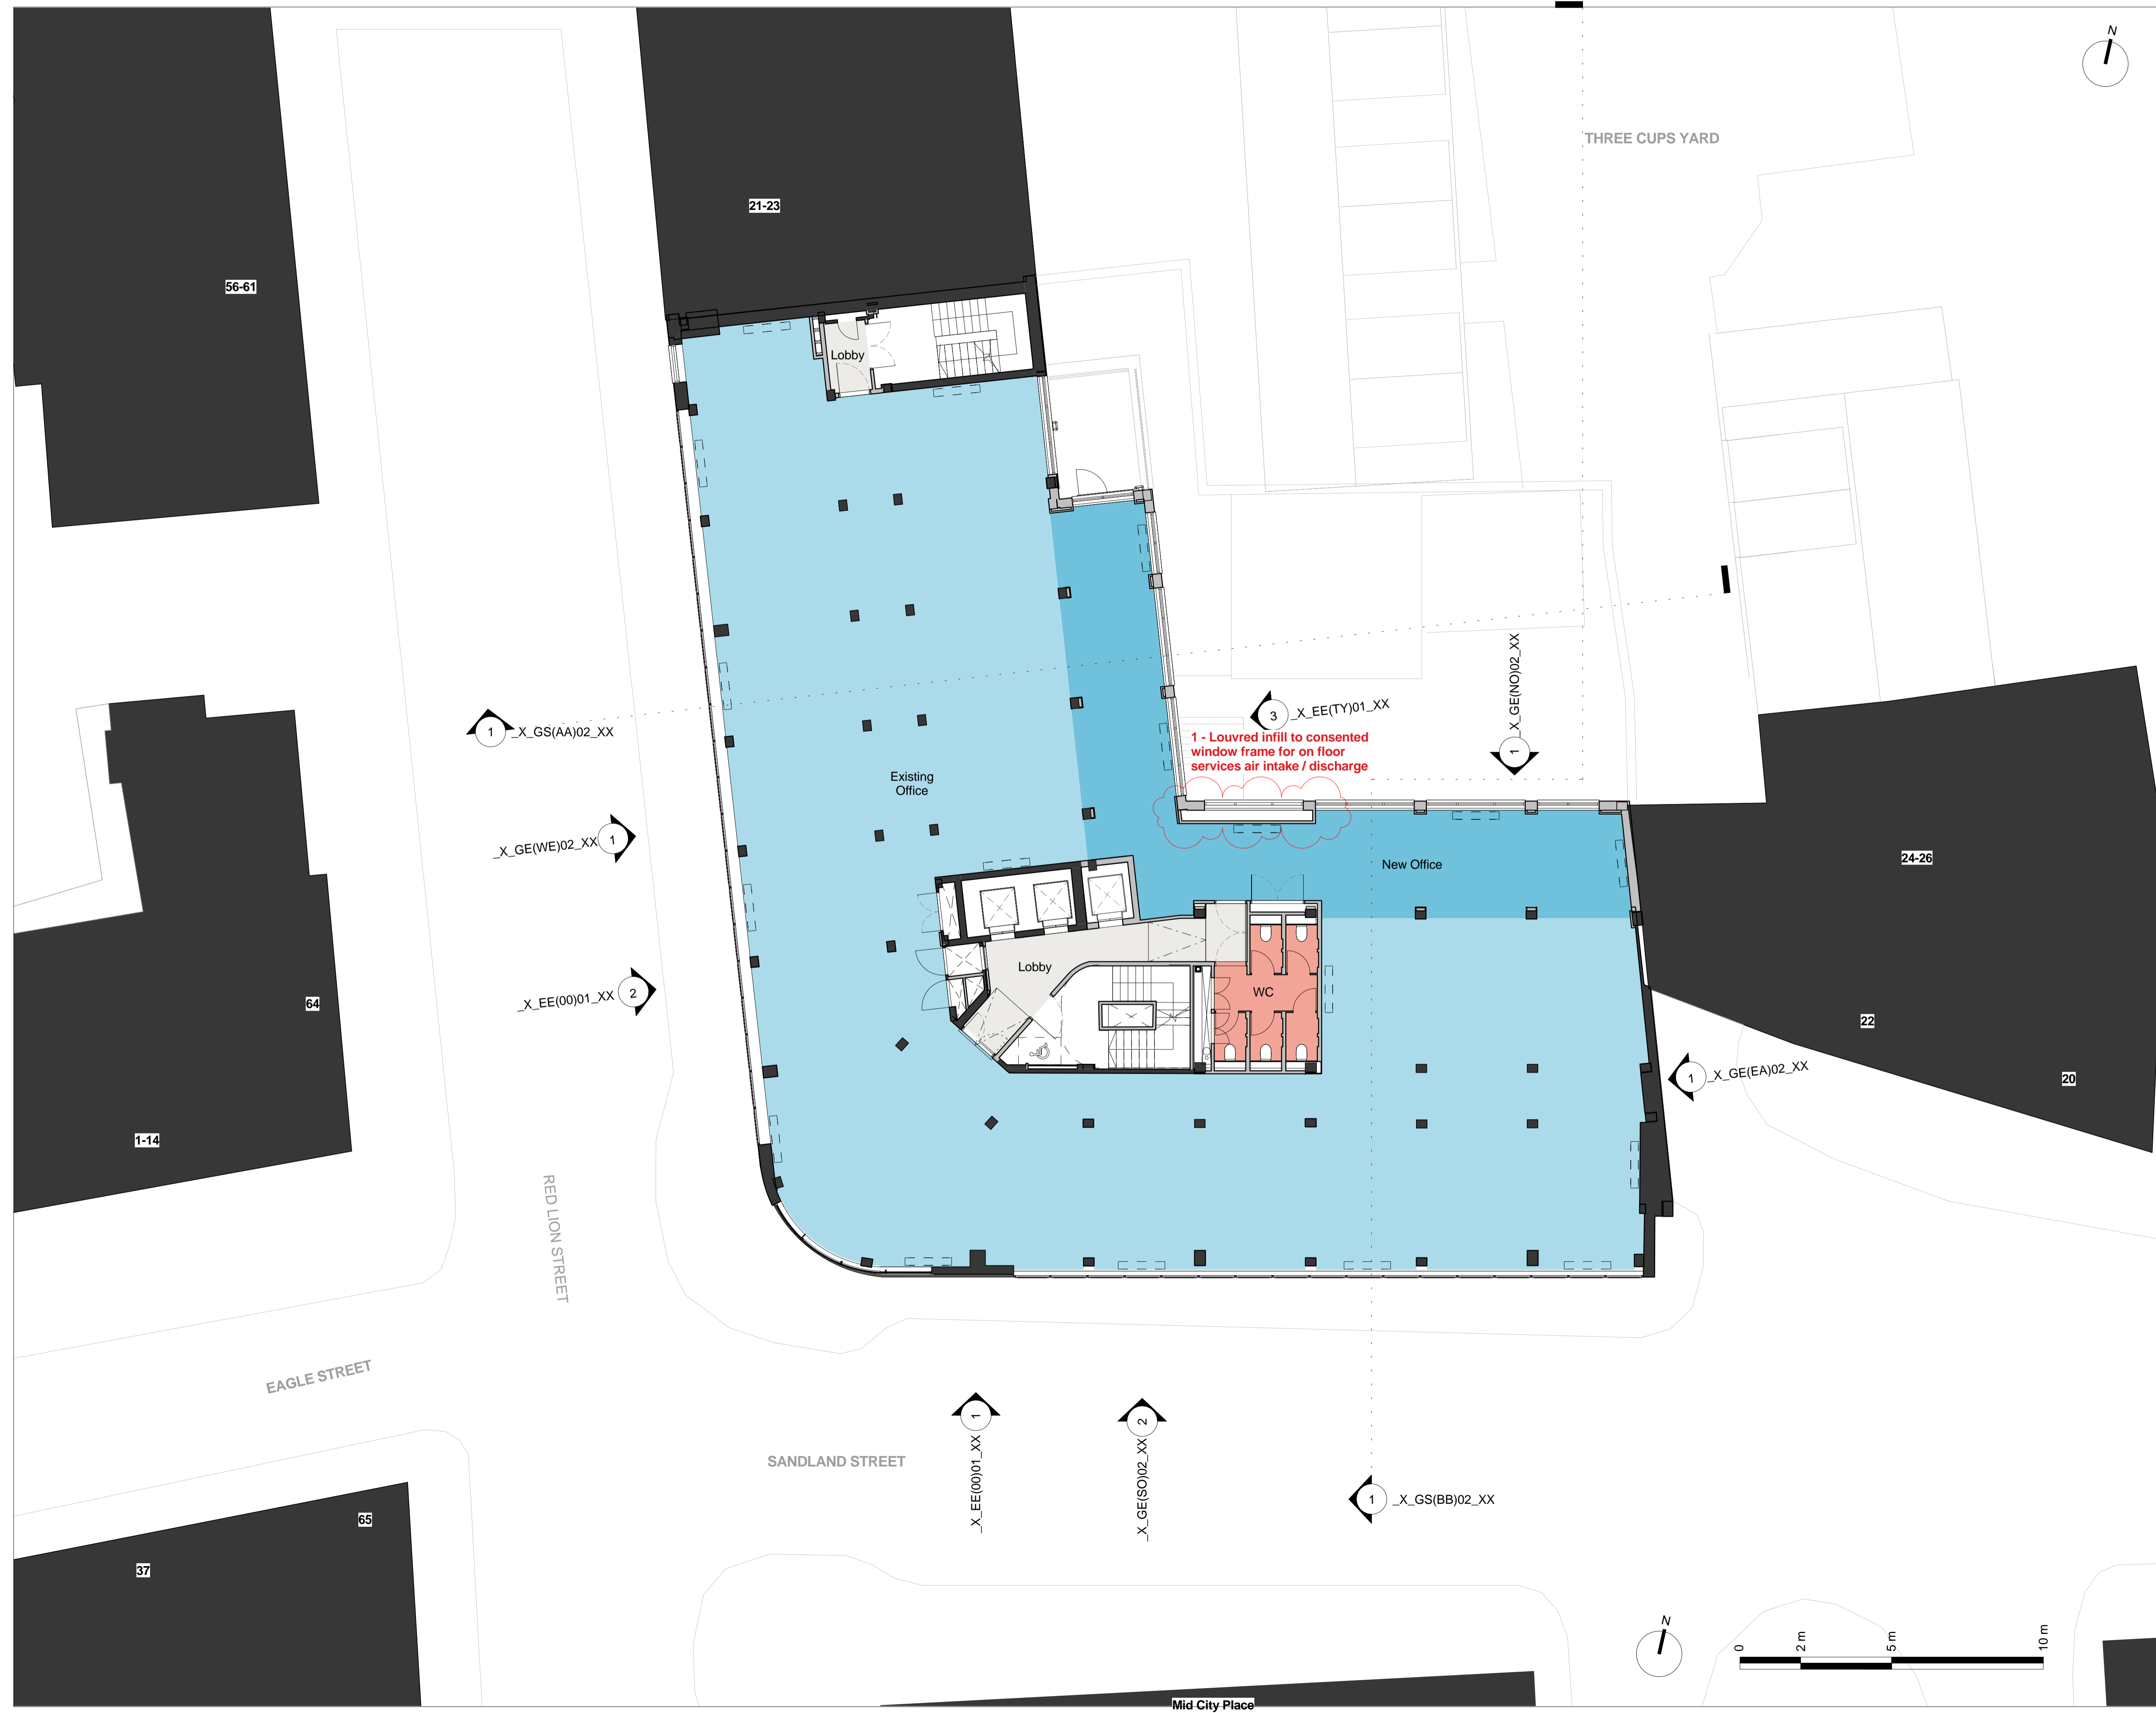 N
THREE CUPS YARD
21-23
56-61
Lobby
_X_GE(NO)02_XX
1
3 _X_EE(TY)01_XX
1 _X_GS(AA)02_XX
1 - Louvred infill to consented
window frame for on floor
services air intake / discharge
Existing
Office
_X_GE(WE)02_XX 1
New Office
24-26
Lobby
WC
_X_EE(00)01_XX 2
64
22
1 _X_GE(EA)02_XX
20
1-14
RED LION STREET
EAGLE STREET
SANDLAND STREET
1
_X_EE(00)01_XX
2
_X_GE(SO)02_XX
1 _X_GS(BB)02_XX
65
37
N
0
2 m
5 m
10 m
Mid City Place